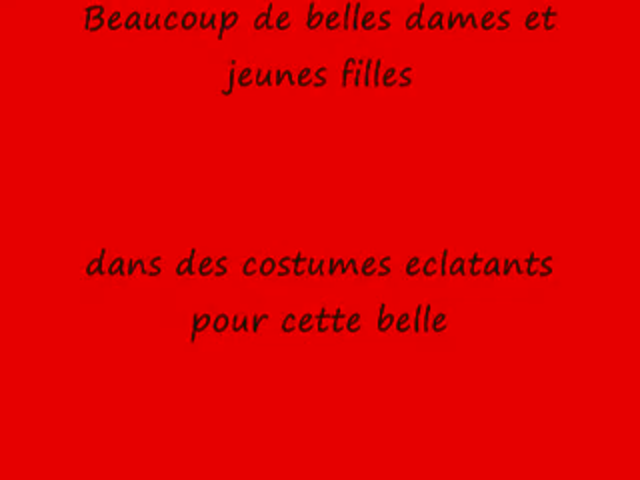 Beaucoup de belles dames et
jeunes filles
dans des costumes eclatants
pour cette belle